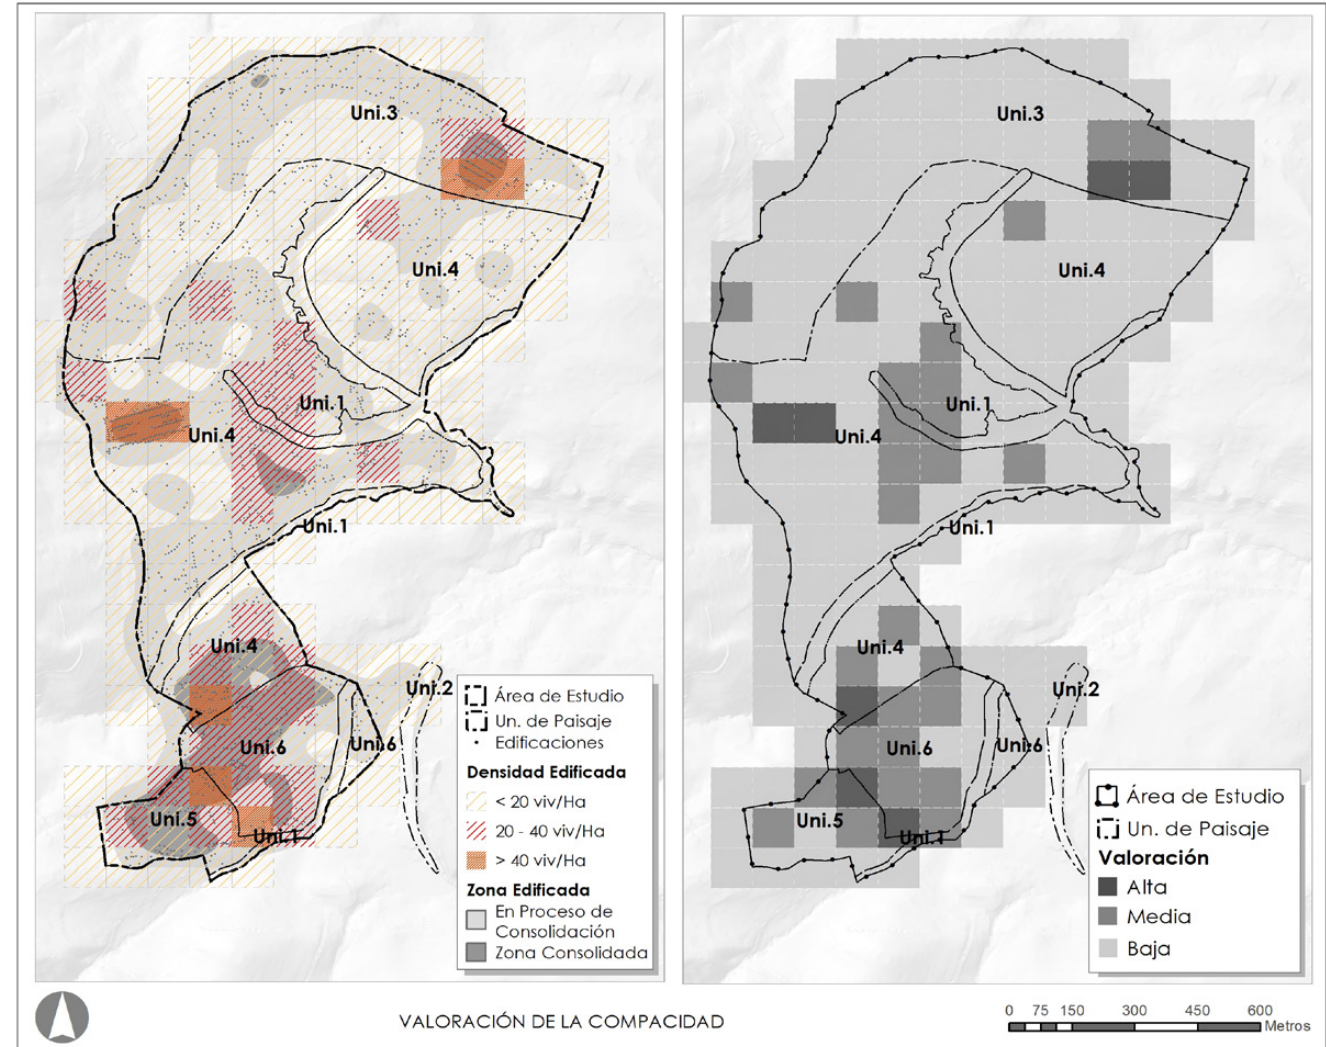 Uni.3
Uni.4
Uni.1
Uni.4
Uni.1
Uni.4
Uni.2
Uni.6
Uni.6
Uni.5
Uni.1
Área de Estudio
Un. de Paisaje
Edificaciones
Densidad Edificada
< 20 viv/Ha
20 - 40 viv/Ha
> 40 viv/Ha
Zona Edificada
En Proceso de
Consolidación
Zona Consolidada
Uni.3
Uni.4
Uni.1
Uni.4
Uni.1
Uni.4
Uni.2
Uni.6
Uni.6
Uni.5
Uni.1
Área de Estudio
Un. de Paisaje
Valoración
Alta
Media
Baja
VALORACIÓN DE LA COMPACIDAD
0 75 150 300 450 600
Metros